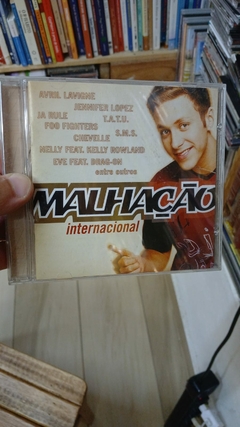 AVRIL LAVIGNE
JENNIFER LOPEZ
JA RULE
T.A.T.U.
FOO FIGHTERS
S.M.S.
CHEVELLE
NELLY FEAT. KELLY ROWLAND
EVE FEAT. DRAG-ON
entre outros
MALHAÇÃO
internacional